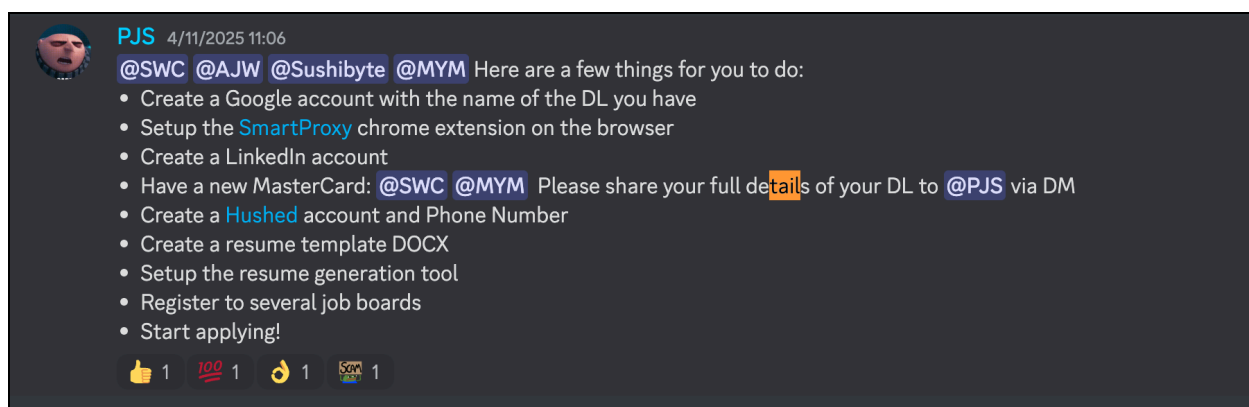 PJS 4/11/2025 11:06
@SWC @AJW @Sushibyte @MYM Here are a few things for you to do:
• Create a Google account with the name of the DL you have
• Setup the SmartProxy chrome extension on the browser
• Create a LinkedIn account
• Have a new MasterCard: @SWC @MYM Please share your full details of your DL to @PJS via DM
• Create a Hushed account and Phone Number
• Create a resume template DOCX
• Setup the resume generation tool
• Register to several job boards
• Start applying!
👍 1 💯 1 👌 1 SCAM 1